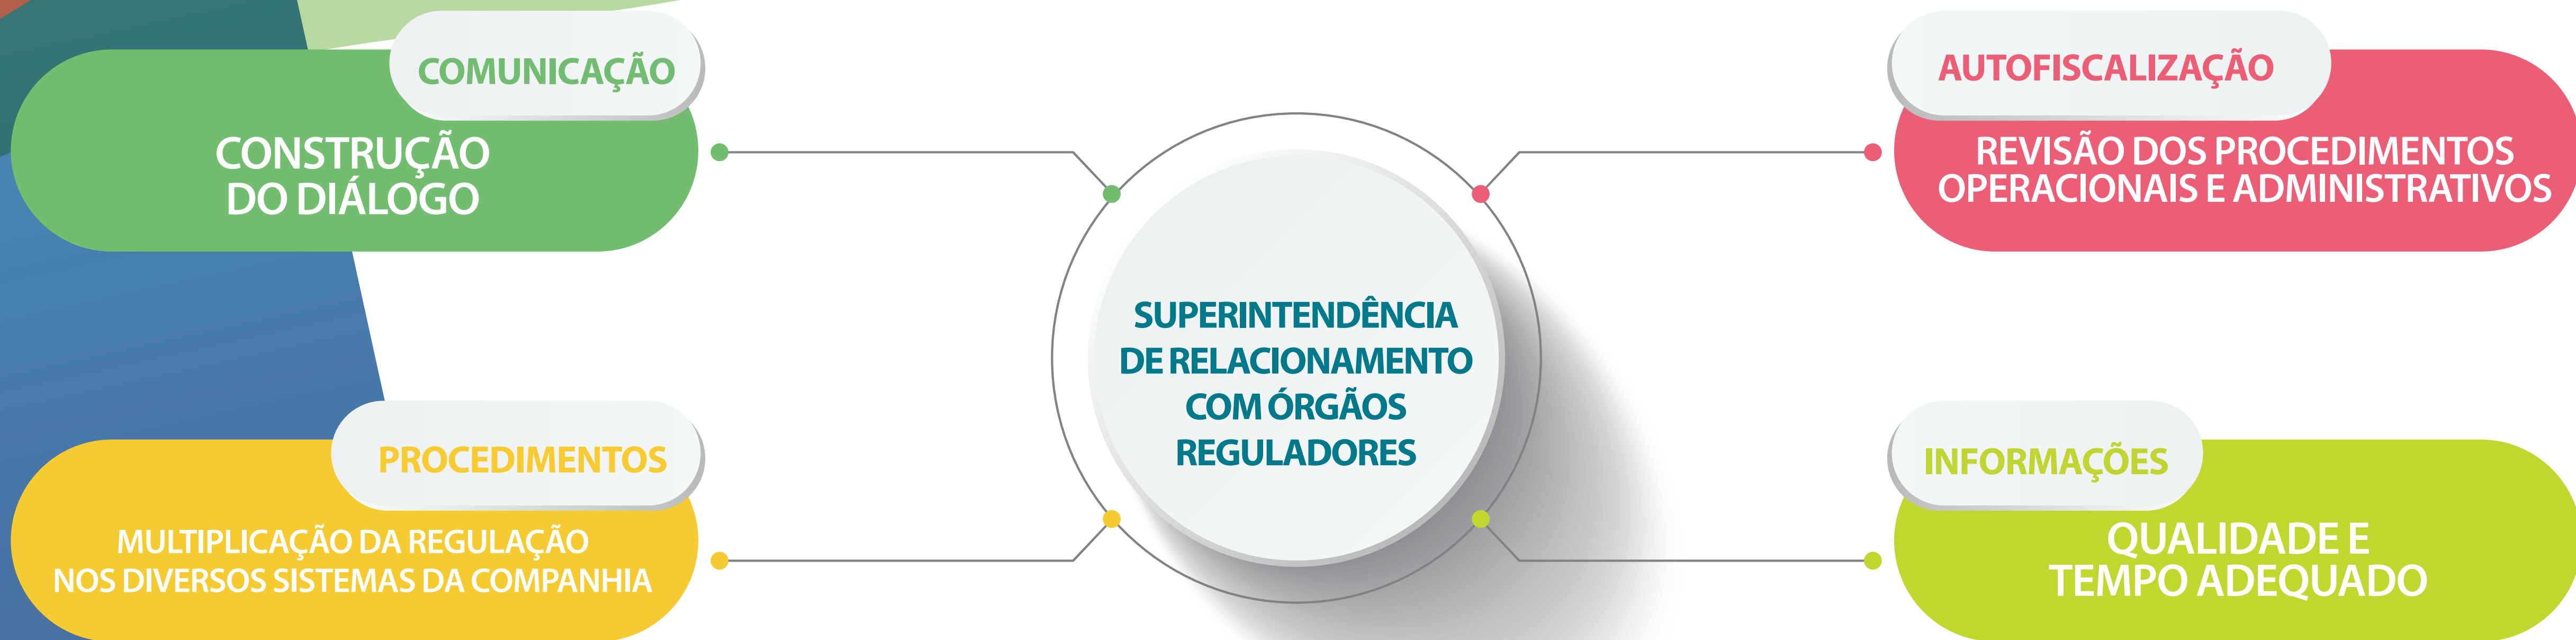 COMUNICAÇÃO
CONSTRUÇÃO
DO DIÁLOGO
AUTOFISCALIZAÇÃO
REVISÃO DOS PROCEDIMENTOS
OPERACIONAIS E ADMINISTRATIVOS
SUPERINTENDÊNCIA
DE RELACIONAMENTO
COM ÓRGÃOS
REGULADORES
PROCEDIMENTOS
MULTIPLICAÇÃO DA REGULAÇÃO
NOS DIVERSOS SISTEMAS DA COMPANHIA
INFORMAÇÕES
QUALIDADE E
TEMPO ADEQUADO